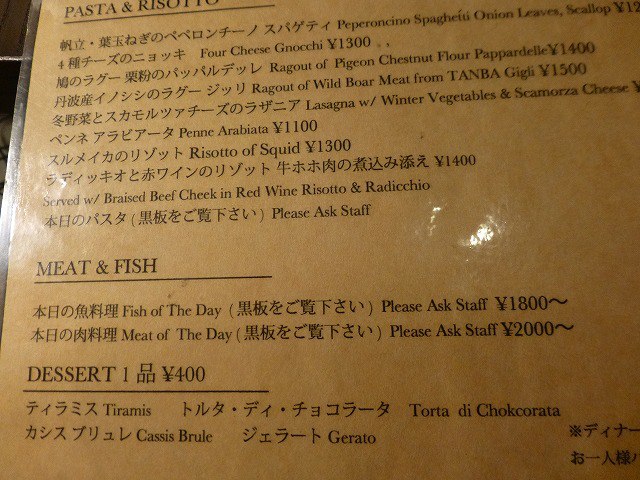 PASTA & RISOTTO
帆立・葉玉ねぎのペペロンチーノ スパゲティ Peperoncino Spaghetti Onion Leaves, Scallop
4種チーズのニョッキ Four Cheese Gnocchi ¥1300
鳩のラグー 栗粉のパッパルデッレ Ragout of Pigeon Chestnut Flour Pappardelle¥1400
丹波産イノシシのラグー ジッリ Ragout of Wild Boar Meat from TANBA Gigli ¥1500
冬野菜とスカモルツァチーズのラザニア Lasagna w/ Winter Vegetables & Scamorza Cheese
ペンネ アラビアータ Penne Arabiata ¥1100
スルメイカのリゾット Risotto of Squid ¥1300
ラディッキオと赤ワインのリゾット 牛ホホ肉の煮込み添え ¥1400
Served w/ Braised Beef Cheek in Red Wine Risotto & Radicchio
本日のパスタ(黒板をご覧下さい) Please Ask Staff
MEAT & FISH
本日の魚料理 Fish of The Day (黒板をご覧下さい) Please Ask Staff ¥1800〜
本日の肉料理 Meat of The Day (黒板をご覧下さい) Please Ask Staff ¥2000〜
DESSERT 1品 ¥400
ティラミス Tiramis トルタ・ディ・チョコラータ Torta di Chokcorata
カシス ブリュレ Cassis Brule ジェラート Gerato
※ディナー
お一人様